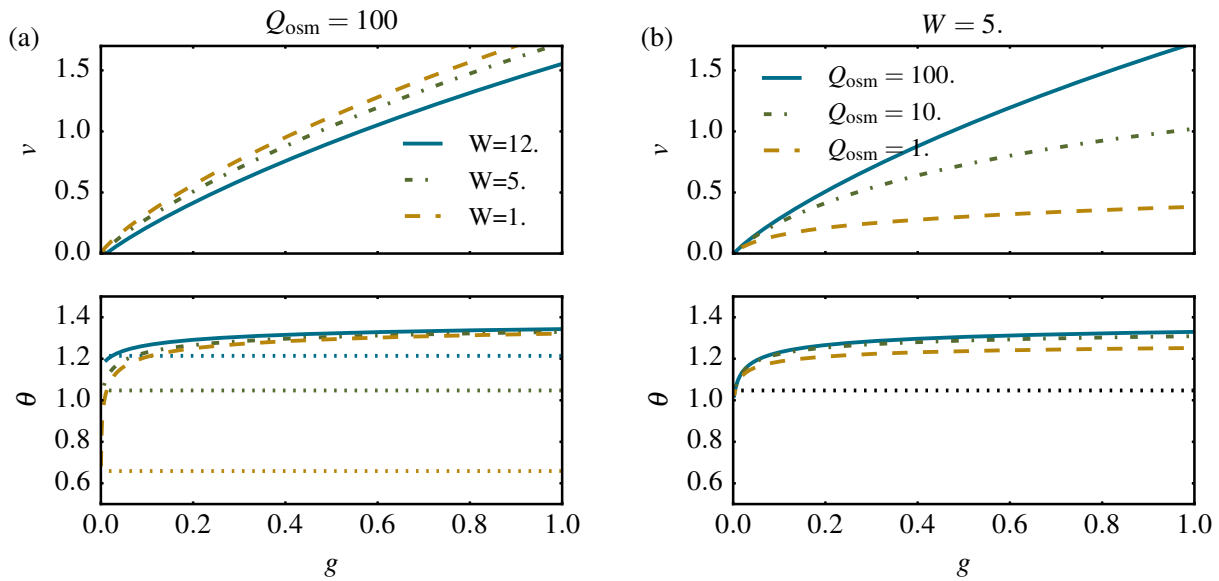 (a)
Q_osm = 100
v
1.5
1.0
0.5
0.0
W=12.
W=5.
W=1.
θ
1.4
1.2
1.0
0.8
0.6
0.0 0.2 0.4 0.6 0.8 1.0
g
(b)
W = 5.
v
1.5
1.0
0.5
0.0
Q_osm = 100.
Q_osm = 10.
Q_osm = 1.
θ
1.4
1.2
1.0
0.8
0.6
0.0 0.2 0.4 0.6 0.8 1.0
g